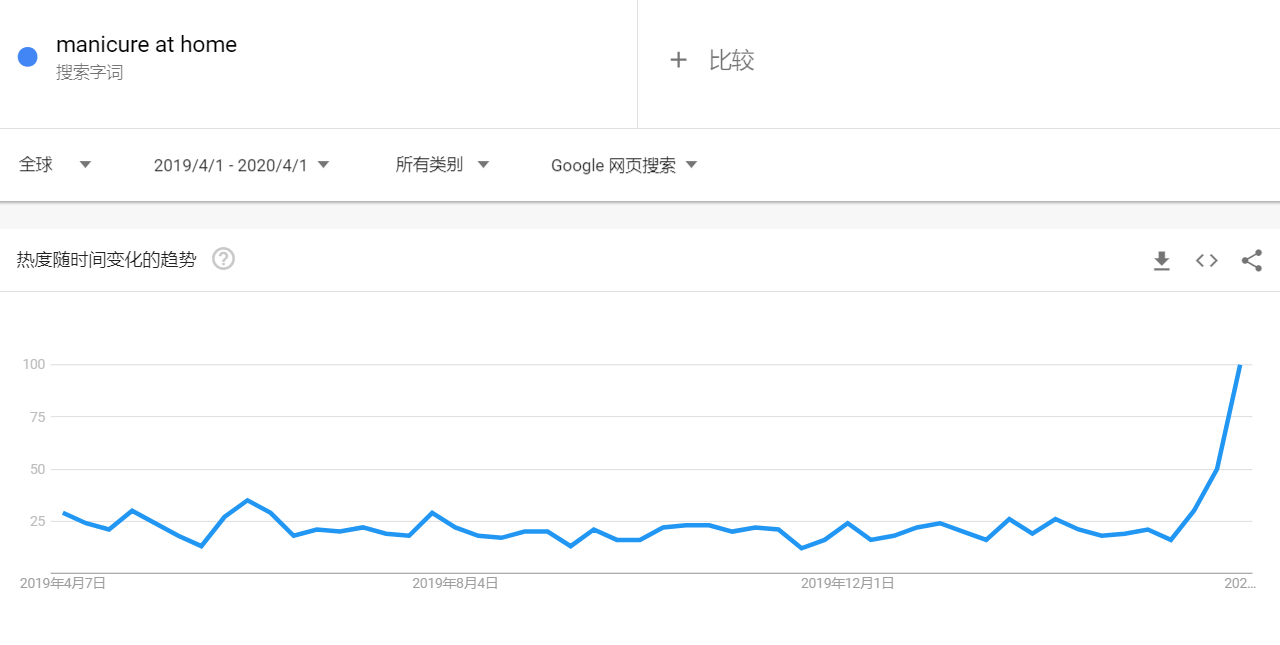 manicure at home
搜索字词
+ 比较
全球
2019/4/1 - 2020/4/1
所有类别
Google 网页搜索
热度随时间变化的趋势 ?
100
75
50
25
2019年4月7日
2019年8月4日
2019年12月1日
202...